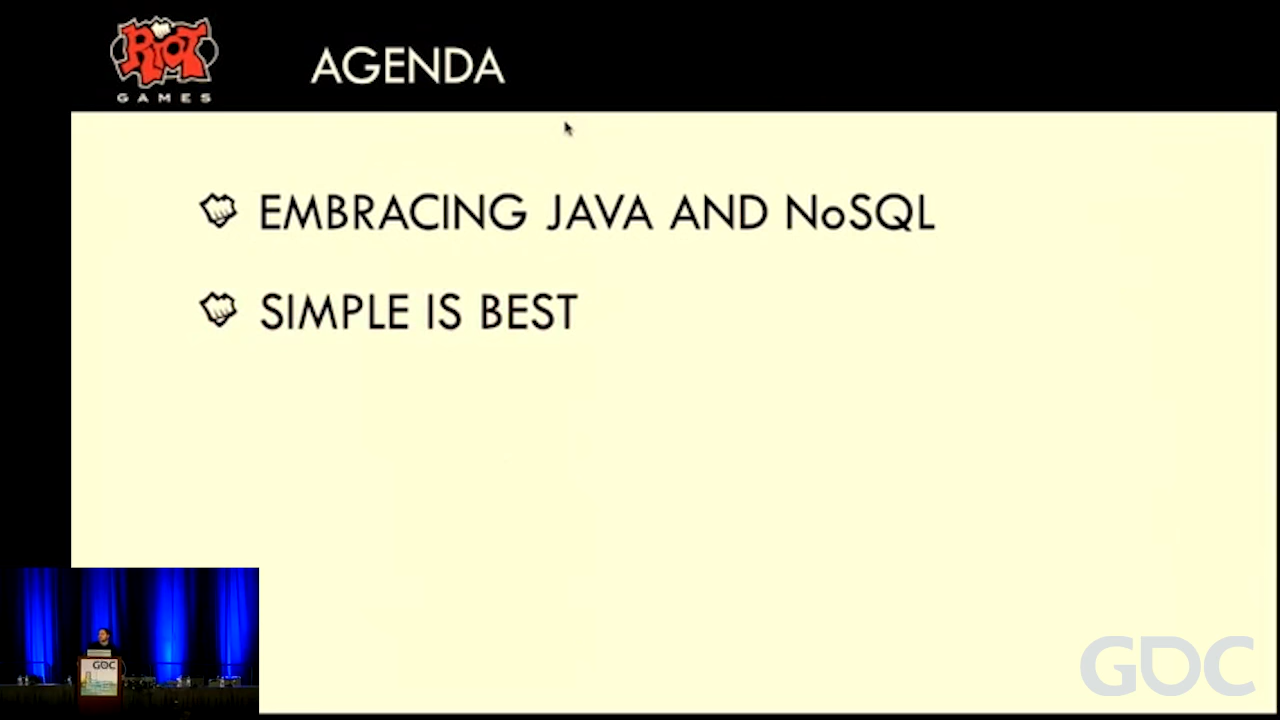 RIOT
GAMES
AGENDA
EMBRACING JAVA AND NoSQL
SIMPLE IS BEST
GDC
GDC